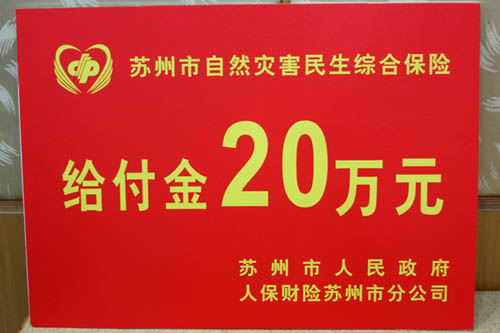 苏州市自然灾害民生综合保险
给付金20万元
苏州市人民政府
人保财险苏州市分公司